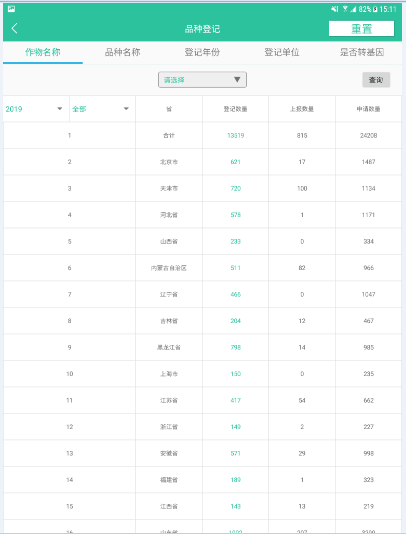 82% 15:11
品种登记 重置
作物名称 品种名称 登记年份 登记单位 是否转基因
请选择 查询
2019 全部 省 登记数量 上报数量 申请数量
1 合计 13519 815 24208
2 北京市 621 17 1487
3 天津市 720 100 1134
4 河北省 578 1 1171
5 山西省 233 0 334
6 内蒙古自治区 511 82 966
7 辽宁省 466 0 1047
8 吉林省 204 12 467
9 黑龙江省 798 14 985
10 上海市 150 0 235
11 江苏省 417 54 662
12 浙江省 149 2 227
13 安徽省 571 29 998
14 福建省 189 1 323
15 江西省 143 13 219